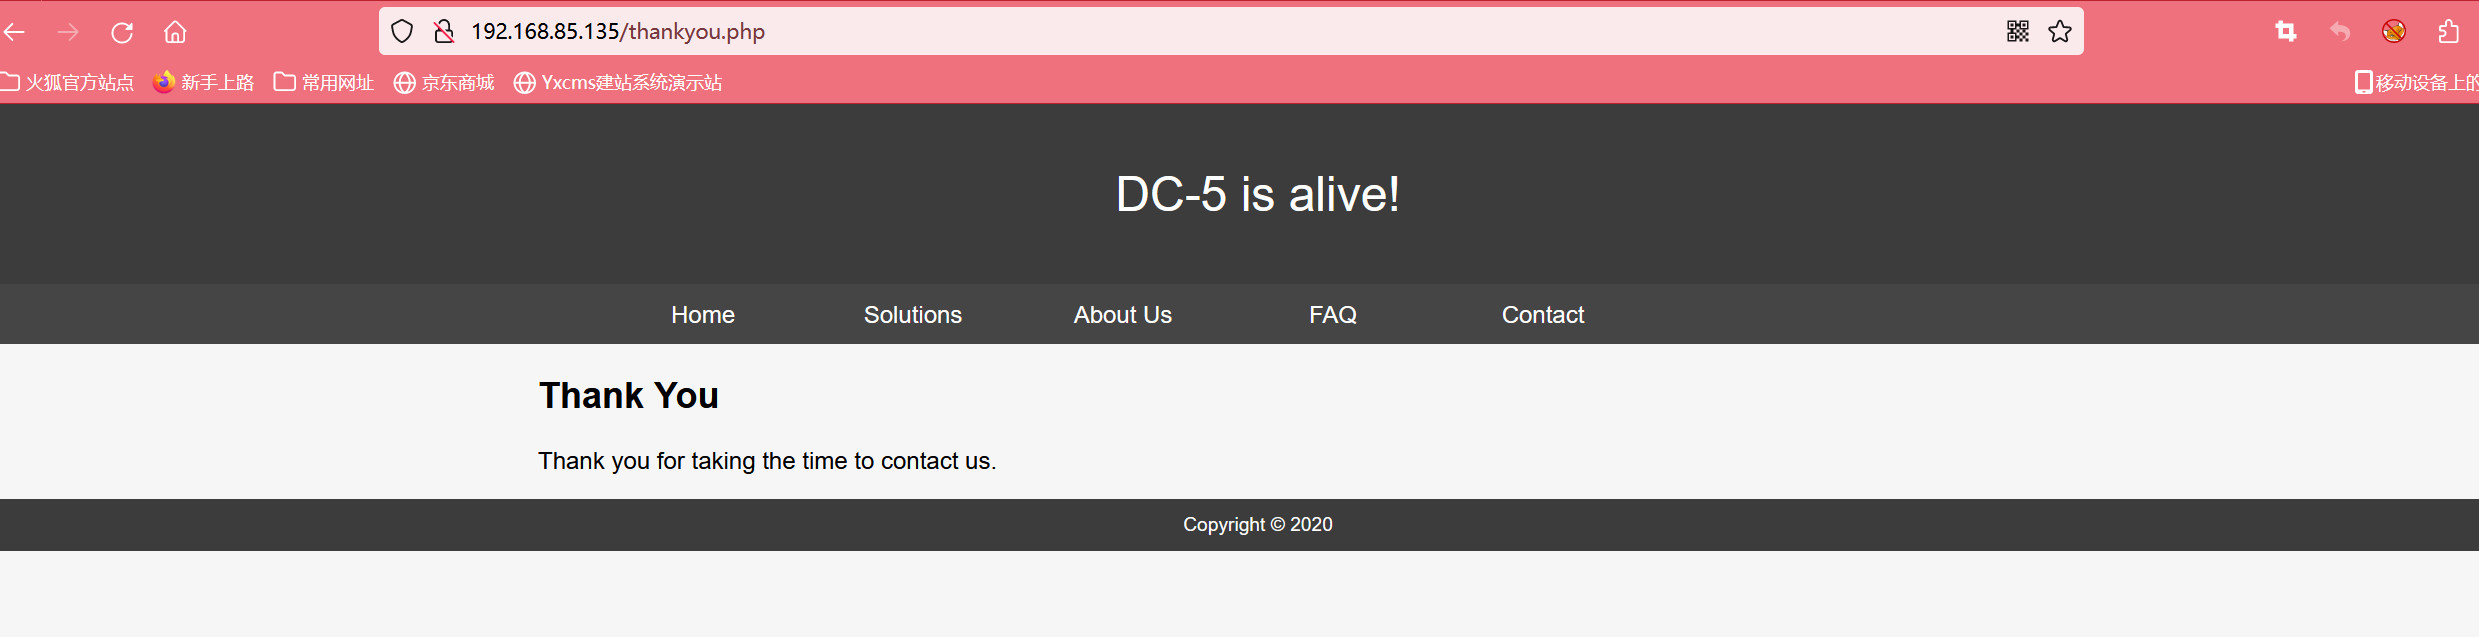 192.168.85.135/thankyou.php
火狐官方站点 新手上路 常用网址 京东商城 Yxcms建站系统演示站 移动设备上的
DC-5 is alive!
Home Solutions About Us FAQ Contact
Thank You
Thank you for taking the time to contact us.
Copyright © 2020